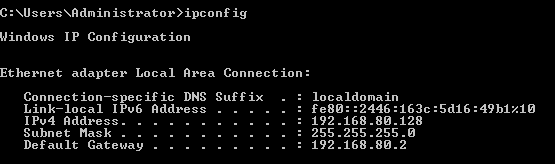 C:\Users\Administrator>ipconfig
Windows IP Configuration
Ethernet adapter Local Area Connection:
Connection-specific DNS Suffix  . : localdomain
Link-local IPv6 Address . . . . . : fe80::2446:163c:5d16:49b1%10
IPv4 Address. . . . . . . . . . . : 192.168.80.128
Subnet Mask . . . . . . . . . . . : 255.255.255.0
Default Gateway . . . . . . . . . : 192.168.80.2